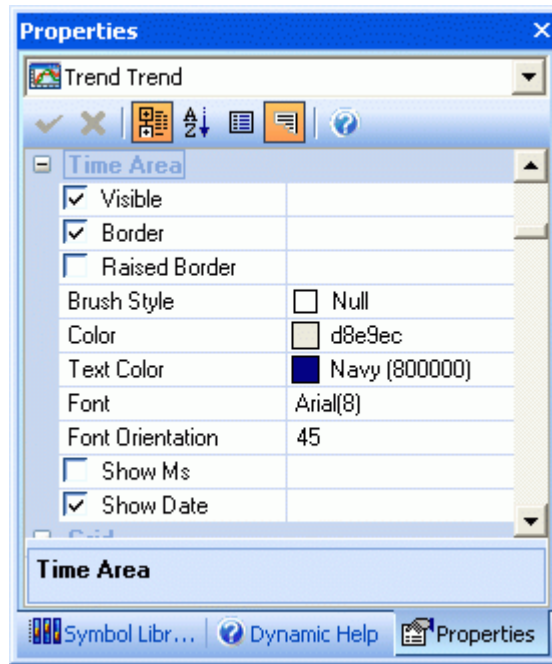 Properties
Trend Trend
Time Area
Visible
Border
Raised Border
Brush Style Null
Color d8e9ec
Text Color Navy (800000)
Font Arial(8)
Font Orientation 45
Show Ms
Show Date
Grid
Time Area
Symbol Libr... Dynamic Help Properties